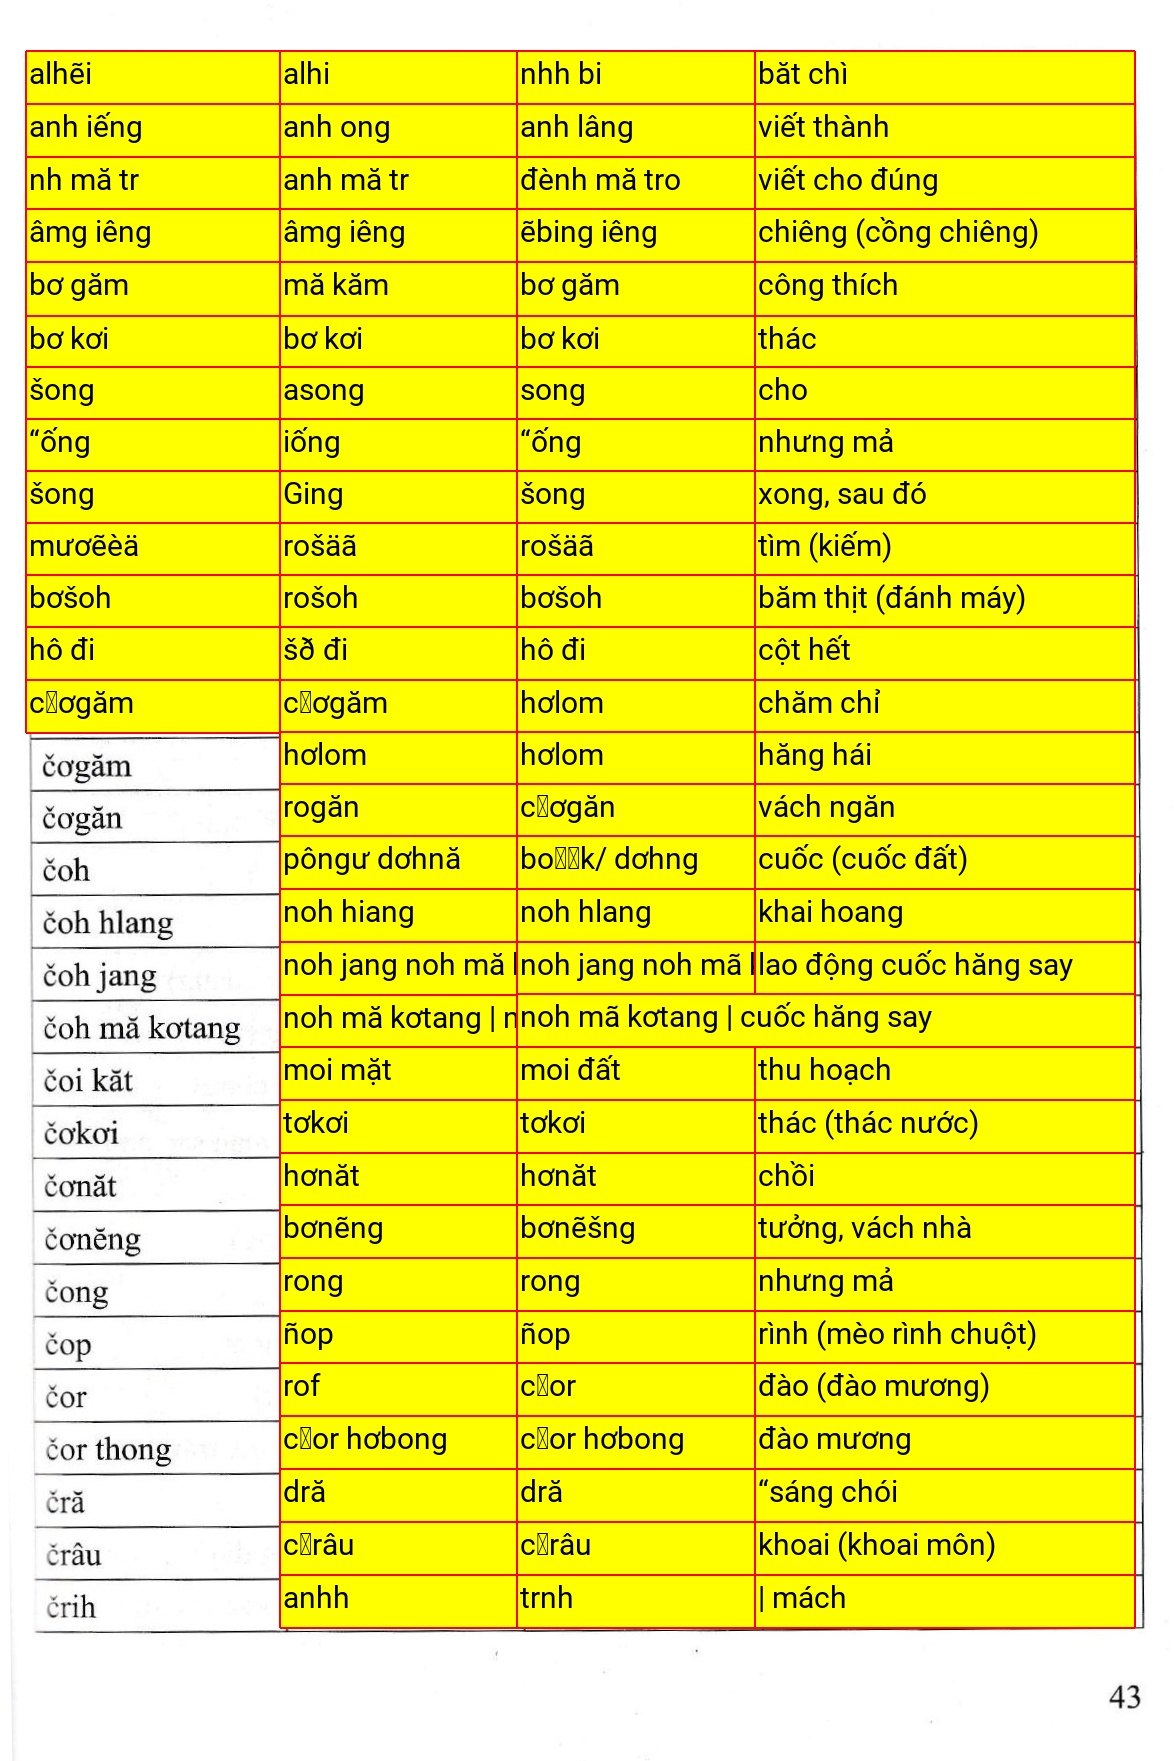 alhẽi alhi nhh bi băt chì
anh iếng anh ong anh lâng viết thành
nh mă tr anh mă tr đènh mă tro viết cho đúng
âmg iêng âmg iêng ẽbing iêng chiêng (cồng chiêng)
bơ găm mă kăm bơ găm công thích
bơ kơi bơ kơi bơ kơi thác
šong asong song cho
“ống iống “ống nhưng mả
šong Ging šong xong, sau đó
mươẽèä rošäã rošäã tìm (kiếm)
bơšoh rošoh bơšoh băm thịt (đánh máy)
hô đi šð đi hô đi cột hết
c▯ơgăm c▯ơgăm hơlom chăm chỉ
čơgăm hơlom hơlom hăng hái
čơgăn rogăn c▯ơgăn vách ngăn
čoh pôngư dơhnă bo▯▯k/ dơhng cuốc (cuốc đất)
čoh hlang noh hiang noh hlang khai hoang
čoh jang noh jang noh mă noh jang noh mã lao động cuốc hăng say
čoh mă kơtang noh mă kơtang | noh mã kơtang | cuốc hăng say
čoi kăt moi mặt moi đất thu hoạch
čơkơi tơkơi tơkơi thác (thác nước)
čơnăt hơnăt hơnăt chồi
čơnĕng bơnẽng bơnẽšng tưởng, vách nhà
čong rong rong nhưng mả
čop ñop ñop rình (mèo rình chuột)
čor rof c▯or đào (đào mương)
čor thong c▯or hơbong c▯or hơbong đào mương
čră dră dră “sáng chói
črâu c▯râu c▯râu khoai (khoai môn)
črih anhh trnh | mách
43